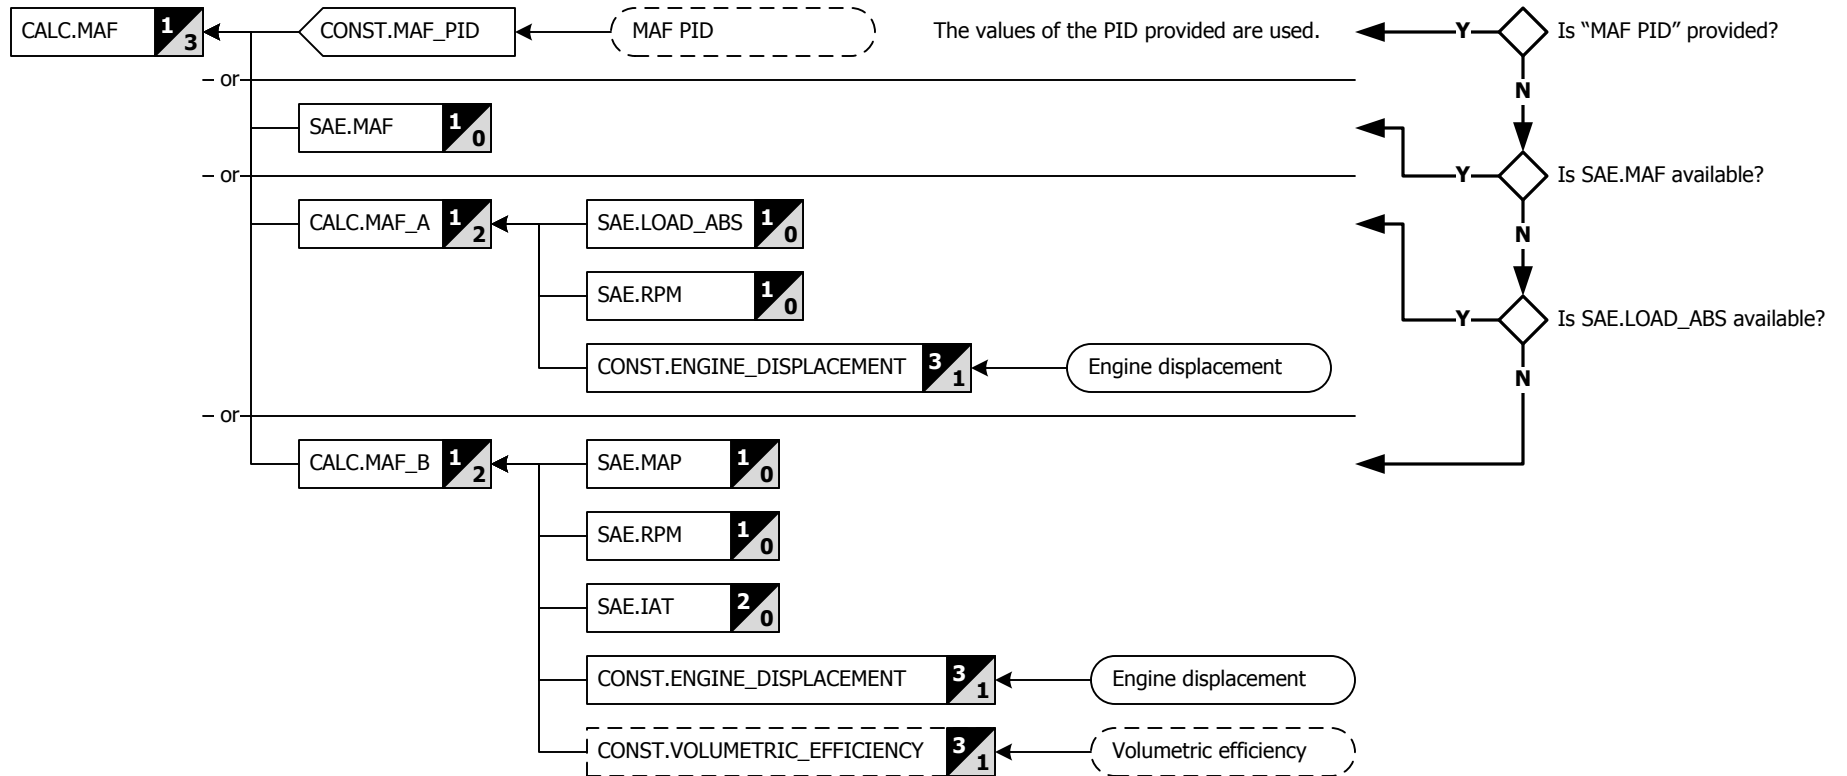 CALC.MAF 1 3 CONST.MAF_PID MAF PID The values of the PID provided are used. Y Is “MAF PID” provided?
– or
N
SAE.MAF 1 0
– or
Y Is SAE.MAF available?
CALC.MAF_A 1 2 SAE.LOAD_ABS 1 0
N
SAE.RPM 1 0
Y Is SAE.LOAD_ABS available?
CONST.ENGINE_DISPLACEMENT 3 1 Engine displacement
N
– or
CALC.MAF_B 1 2 SAE.MAP 1 0
SAE.RPM 1 0
SAE.IAT 2 0
CONST.ENGINE_DISPLACEMENT 3 1 Engine displacement
CONST.VOLUMETRIC_EFFICIENCY 3 1 Volumetric efficiency